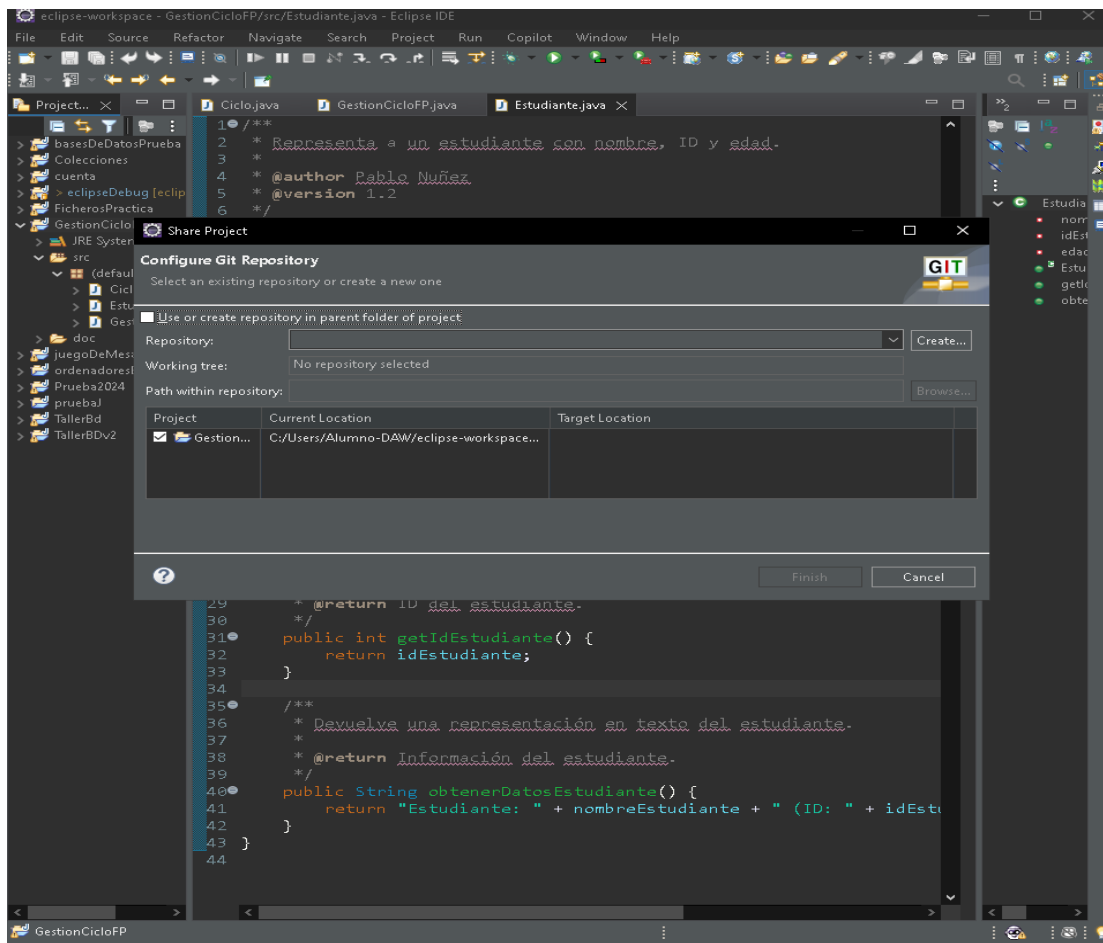 eclipse-workspace - GestionCicloFP/src/Estudiante.java - Eclipse IDE
File Edit Source Refactor Navigate Search Project Run Copilot Window Help
Project...
Ciclo.java GestionCicloFP.java Estudiante.java
2
basesDeDatosPrueba
Colecciones
cuenta
> eclipseDebug [eclip
FicherosPractica
GestionCiclo
JRE System
src
(defaul
Cicl
Estu
Ges
doc
juegoDeMesa
ordenadoresl
Prueba2024
pruebaJ
TallerBd
TallerBDv2
1 /**
2 * Representa a un estudiante con nombre, ID y edad.
3 *
4 * @author Pablo Nuñez
5 * @version 1.2
6 */
Share Project
Configure Git Repository
Select an existing repository or create a new one
GIT
Use or create repository in parent folder of project
Repository: Create...
Working tree: No repository selected
Path within repository: Browse...
Project Current Location Target Location
Gestion... C:/Users/Alumno-DAW/eclipse-workspace...
Finish Cancel
29 * @return ID del estudiante.
30 */
31 public int getIdEstudiante() {
32 return idEstudiante;
33 }
34
35 /**
36 * Devuelve una representación en texto del estudiante.
37 *
38 * @return Información del estudiante.
39 */
40 public String obtenerDatosEstudiante() {
41 return "Estudiante: " + nombreEstudiante + " (ID: " + idEstu
42 }
43 }
44
Estudia
nom
idEst
edad
Estu
getId
obte
GestionCicloFP